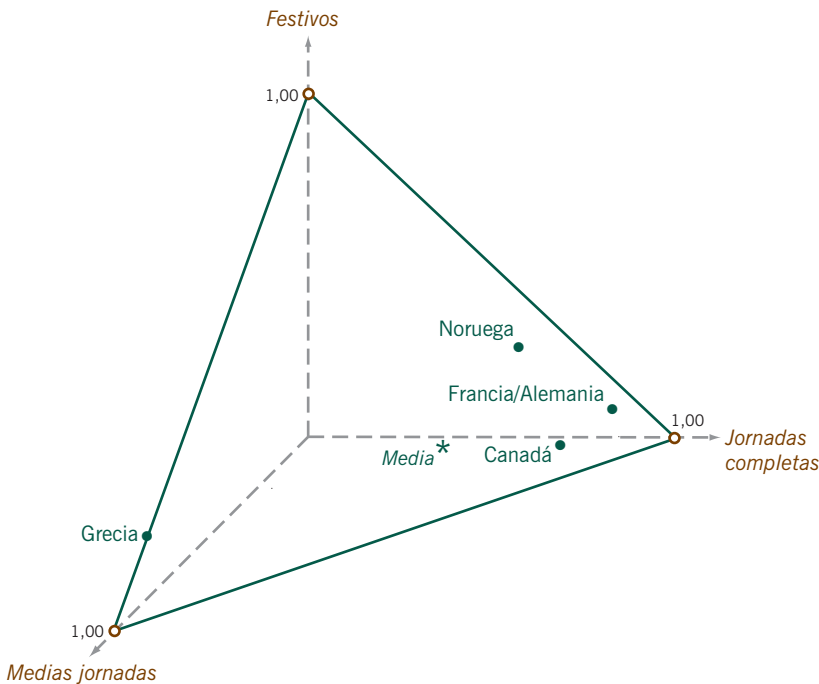 Festivos
1,00
Noruega
Francia/Alemania
1,00
Jornadas
completas
Media*
Canadá
Grecia
1,00
Medias jornadas